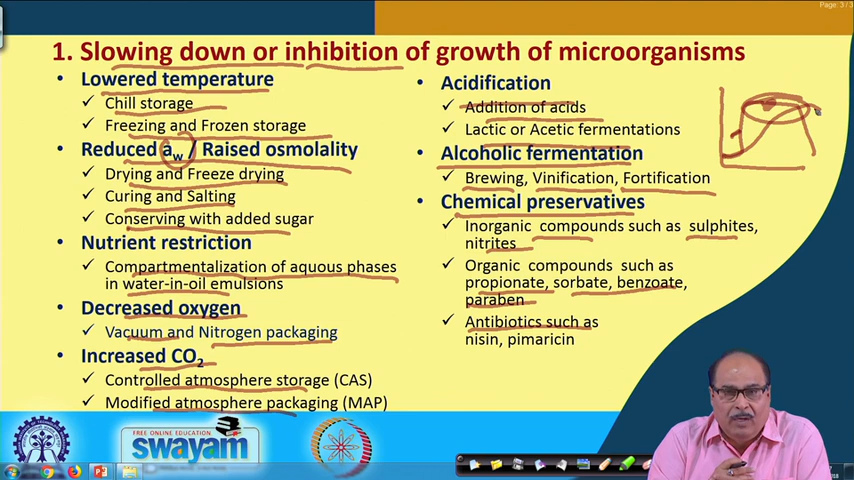 Page: 3/3
1. Slowing down or inhibition of growth of microorganisms
• Lowered temperature
✓ Chill storage
✓ Freezing and Frozen storage
• Reduced aw / Raised osmolality
✓ Drying and Freeze drying
✓ Curing and Salting
✓ Conserving with added sugar
• Nutrient restriction
✓ Compartmentalization of aquous phases
in water-in-oil emulsions
• Decreased oxygen
✓ Vacuum and Nitrogen packaging
• Increased CO2
✓ Controlled atmosphere storage (CAS)
✓ Modified atmosphere packaging (MAP)
• Acidification
✓ Addition of acids
✓ Lactic or Acetic fermentations
• Alcoholic fermentation
✓ Brewing, Vinification, Fortification
• Chemical preservatives
✓ Inorganic compounds such as sulphites,
nitrites
✓ Organic compounds such as
propionate, sorbate, benzoate,
paraben
✓ Antibiotics such as
nisin, pimaricin
FREE ONLINE EDUCATION
swayam